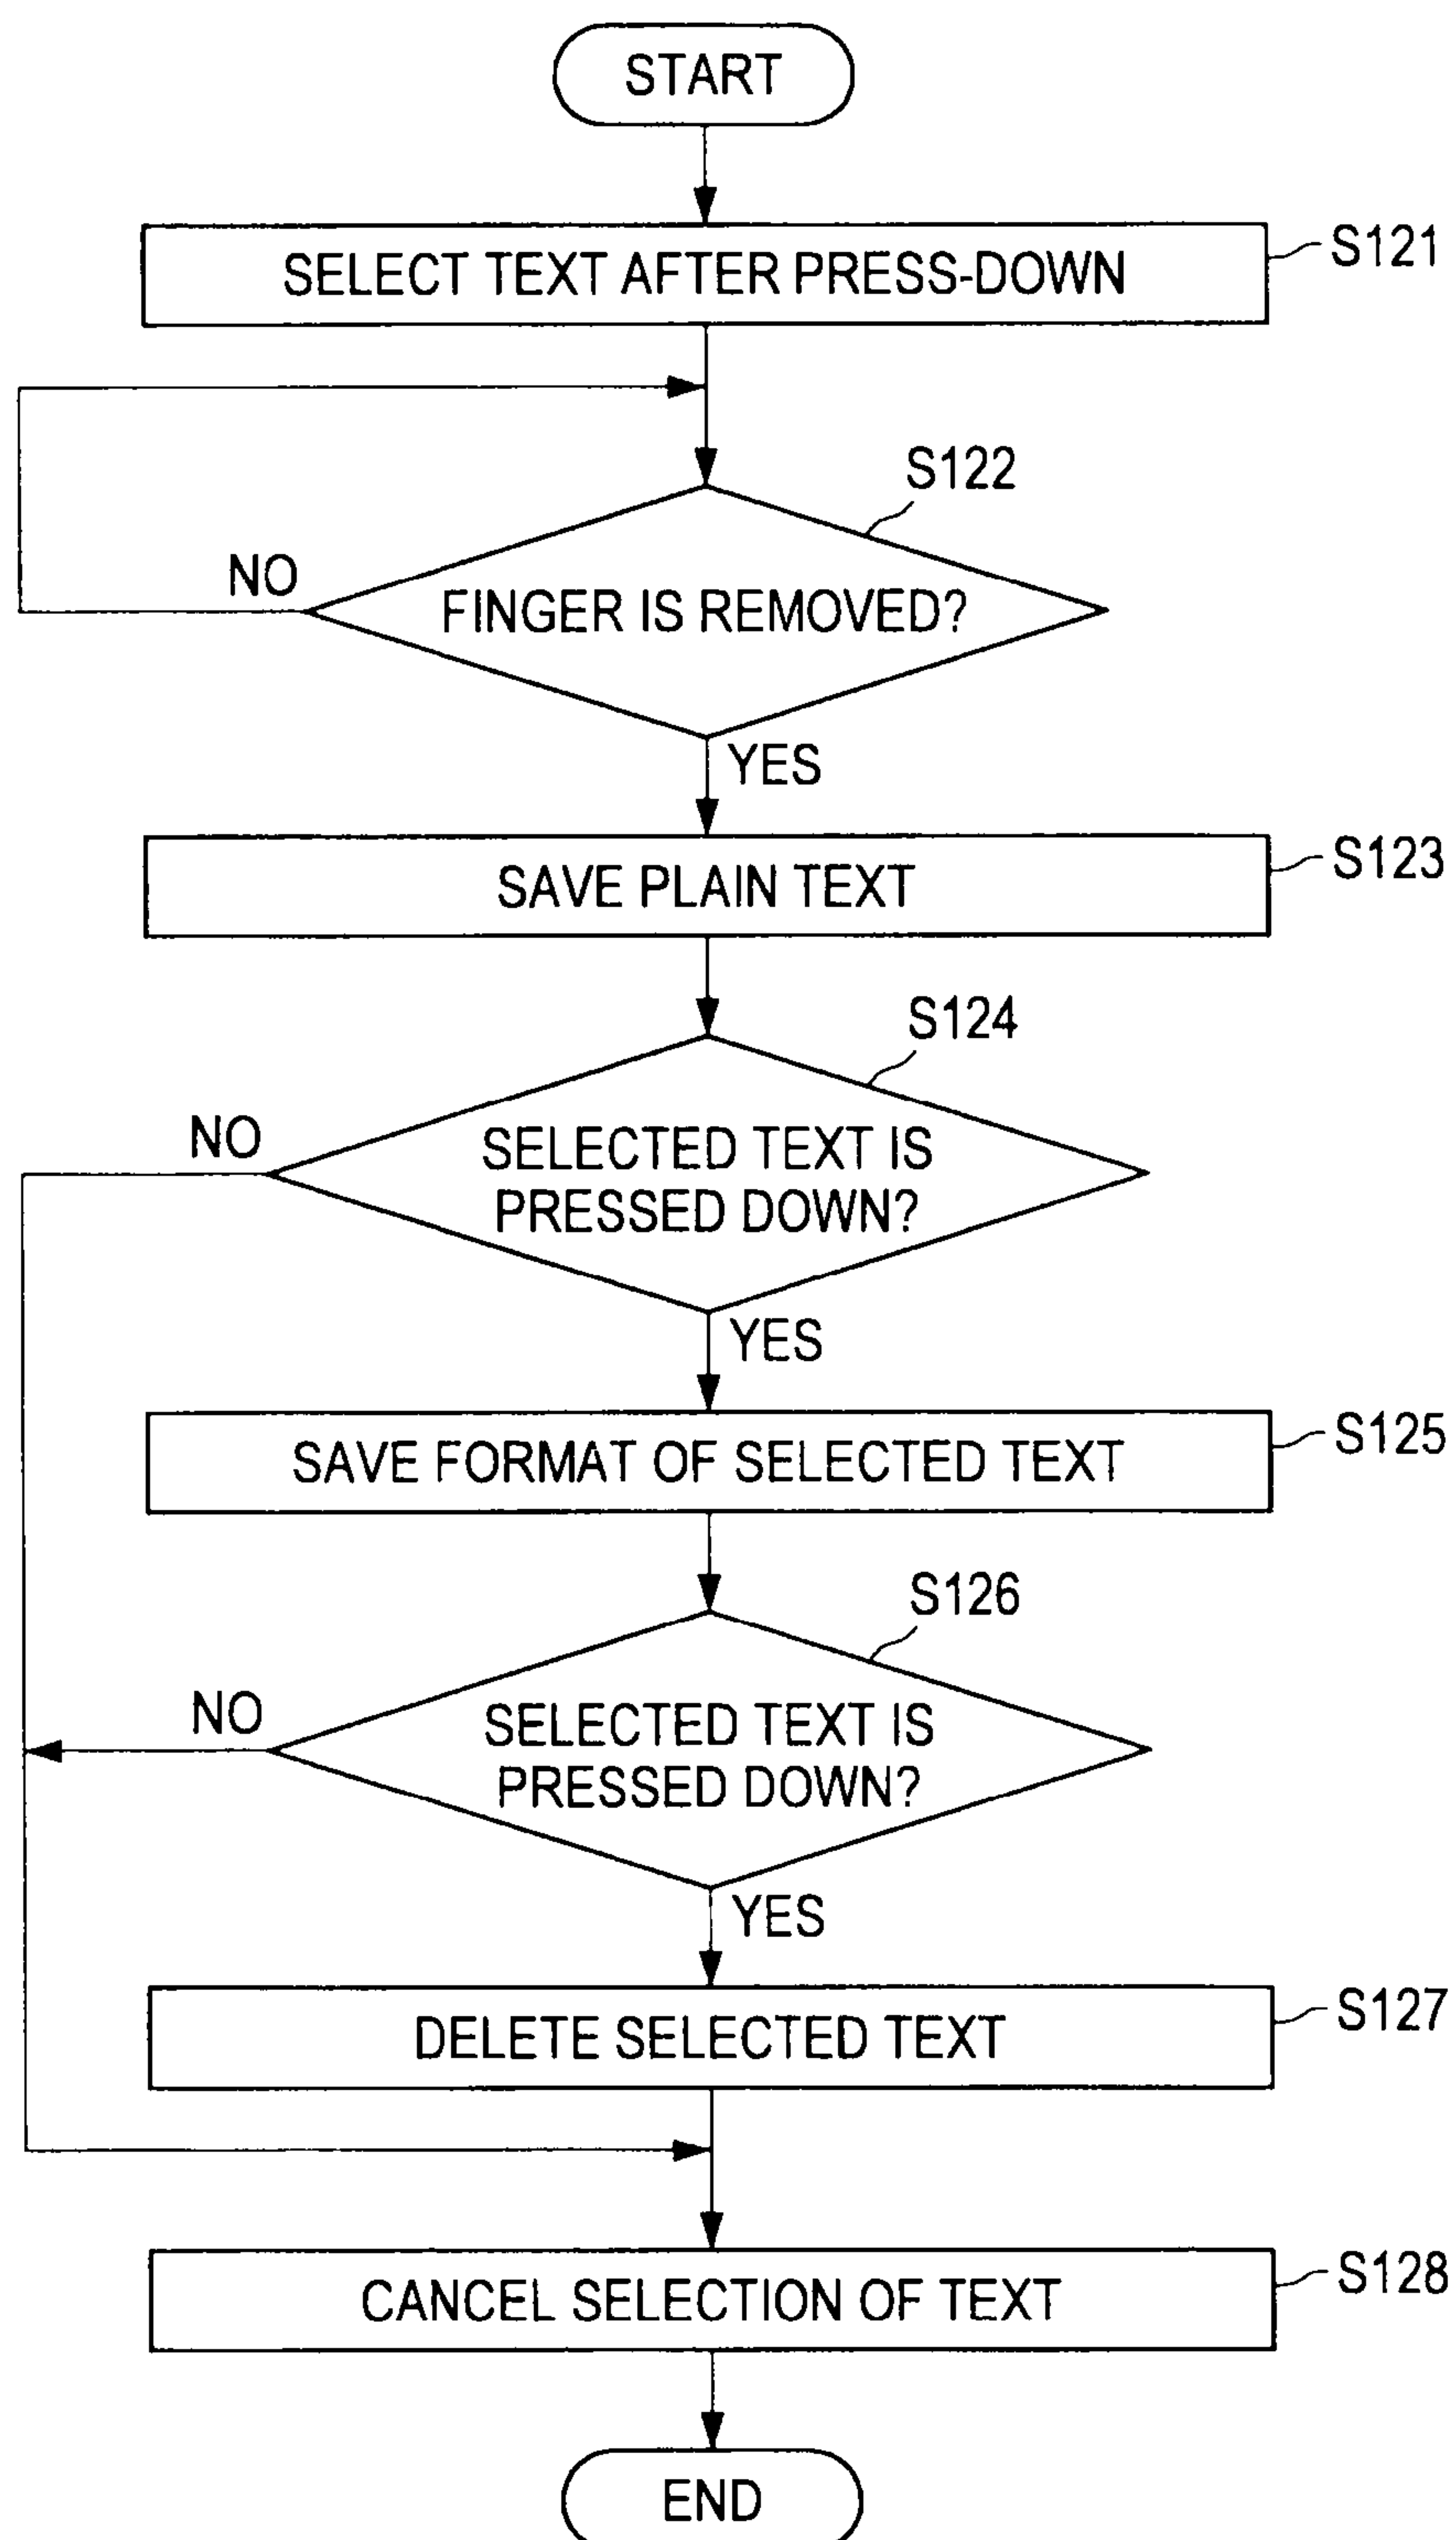 START
SELECT TEXT AFTER PRESS-DOWN
S121
S122
NO
FINGER IS REMOVED?
YES
SAVE PLAIN TEXT
S123
S124
NO
SELECTED TEXT IS
PRESSED DOWN?
YES
SAVE FORMAT OF SELECTED TEXT
S125
S126
NO
SELECTED TEXT IS
PRESSED DOWN?
YES
DELETE SELECTED TEXT
S127
CANCEL SELECTION OF TEXT
S128
END